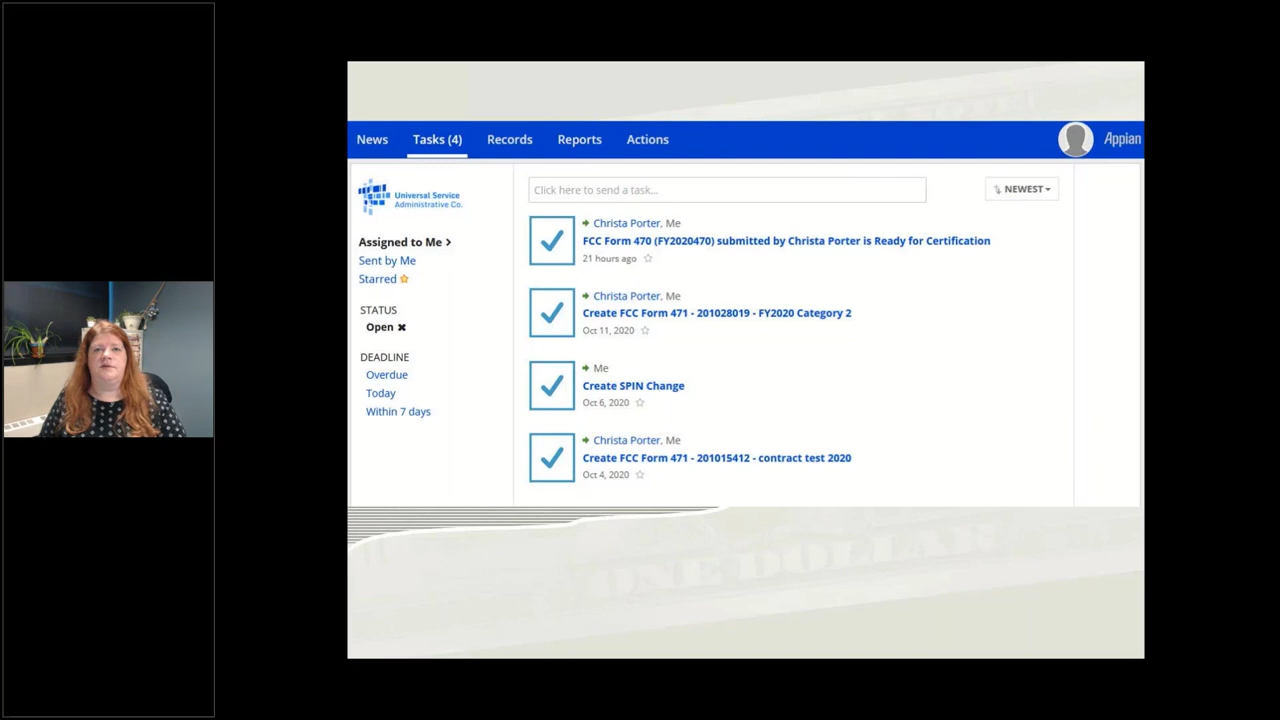 News Tasks (4) Records Reports Actions Appian
Universal Service
Administrative Co.
Assigned to Me
Sent by Me
Starred
STATUS
Open
DEADLINE
Overdue
Today
Within 7 days
Click here to send a task...
NEWEST
Christa Porter, Me
FCC Form 470 (FY2020470) submitted by Christa Porter is Ready for Certification
21 hours ago
Christa Porter, Me
Create FCC Form 471 - 201028019 - FY2020 Category 2
Oct 11, 2020
Me
Create SPIN Change
Oct 6, 2020
Christa Porter, Me
Create FCC Form 471 - 201015412 - contract test 2020
Oct 4, 2020
ONE DOLLAR